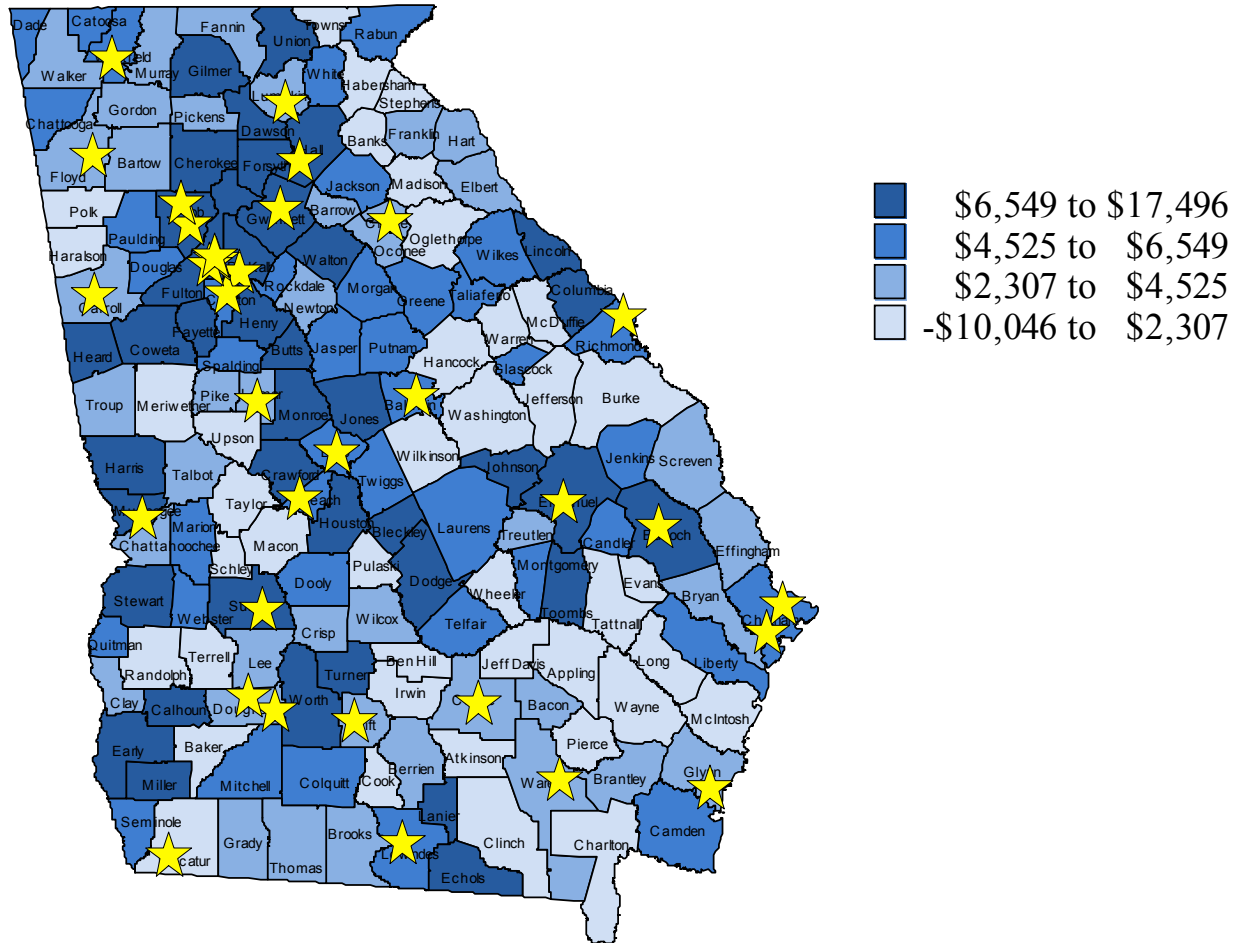 Dade
Catoosa
Fannin
Towns
Rabun
Union
Walker
Murray
Gilmer
White
Habersham
Stephens
Gordon
Pickens
Chattooga
Dawson
Banks
Franklin
Hart
Bartow
Cherokee
Forsyth
Floyd
Jackson
Madison
Elbert
Polk
Barrow
Paulding
Oglethorpe
Haralson
Oconee
Walton
Wilkes
Lincoln
Douglas
Rockdale
Morgan
Greene
Taliaferro
Columbia
Fulton
Newton
McDuffie
Fayette
Henry
Warren
Richmond
Heard
Coweta
Butts
Jasper
Putnam
Hancock
Spalding
Glascock
Troup
Meriwether
Pike
Monroe
Jones
Washington
Jefferson
Burke
Upson
Wilkinson
Harris
Talbot
Crawford
Twiggs
Johnson
Jenkins
Screven
Taylor
Houston
Bleckley
Laurens
Marion
Chattahoochee
Macon
Treutlen
Candler
Effingham
Schley
Pulaski
Dodge
Montgomery
Evans
Stewart
Dooly
Wheeler
Bryan
Webster
Toombs
Crisp
Wilcox
Telfair
Tattnall
Quitman
Terrell
Lee
Ben Hill
Jeff Davis
Long
Liberty
Randolph
Turner
Appling
Clay
Calhoun
Worth
Irwin
Bacon
Wayne
McIntosh
Early
Baker
Pierce
Atkinson
Berrien
Miller
Mitchell
Colquitt
Cook
Brantley
Glynn
Lanier
Seminole
Brooks
Camden
Grady
Thomas
Clinch
Charlton
Echols
$6,549 to $17,496
$4,525 to $6,549
$2,307 to $4,525
-$10,046 to $2,307